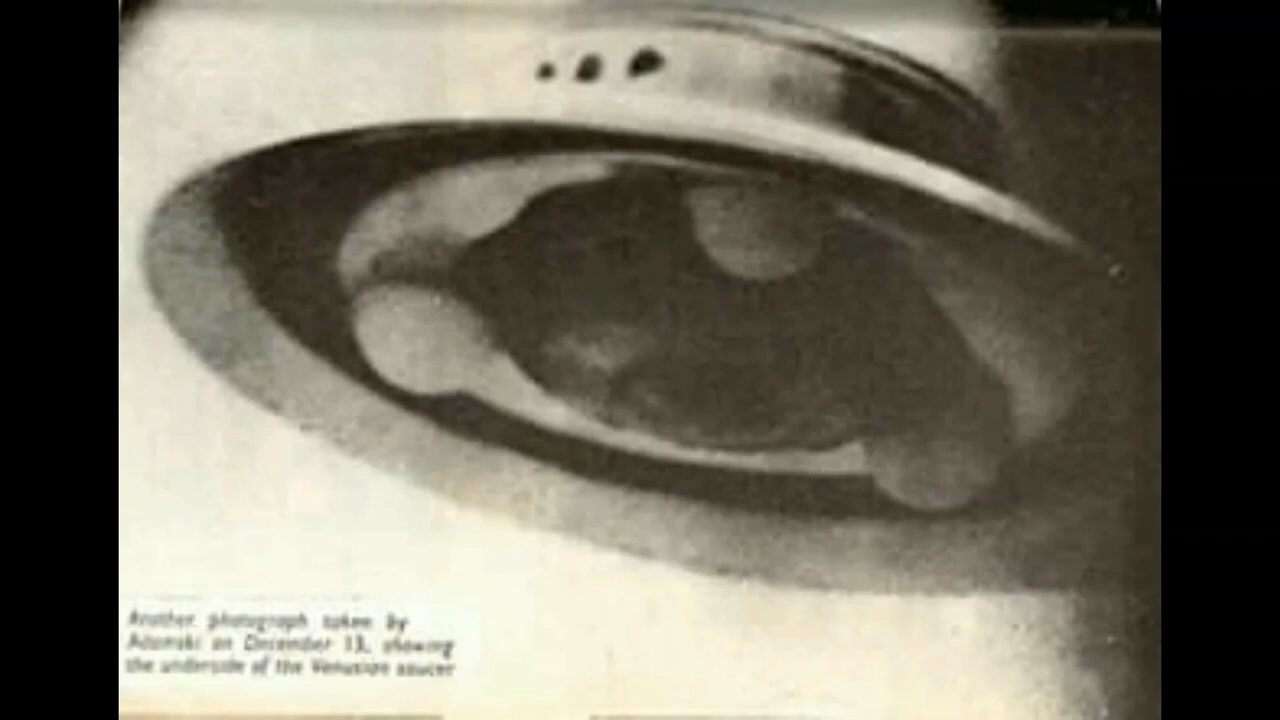 Another photograph taken by
Adamski on December 13, showing
the underside of the Venusian saucer